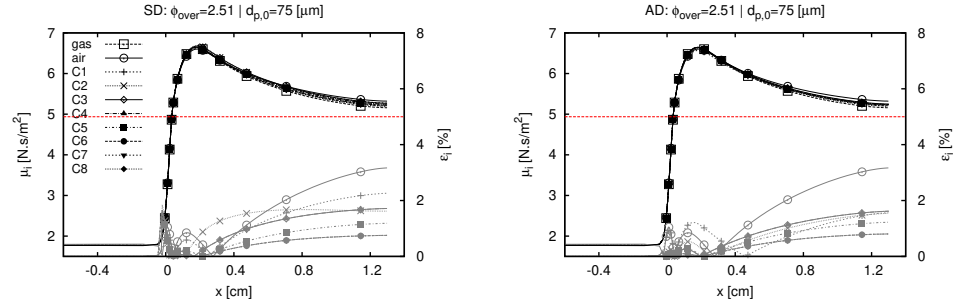 SD: ϕover=2.51 | dp,0=75 [μm]
7
6
5
4
3
2
μi [N.s/m²]
gas
air
C1
C2
C3
C4
C5
C6
C7
C8
8
6
4
2
0
εi [%]
-0.4 0 0.4 0.8 1.2
x [cm]
AD: ϕover=2.51 | dp,0=75 [μm]
7
6
5
4
3
2
μi [N.s/m²]
8
6
4
2
0
εi [%]
-0.4 0 0.4 0.8 1.2
x [cm]